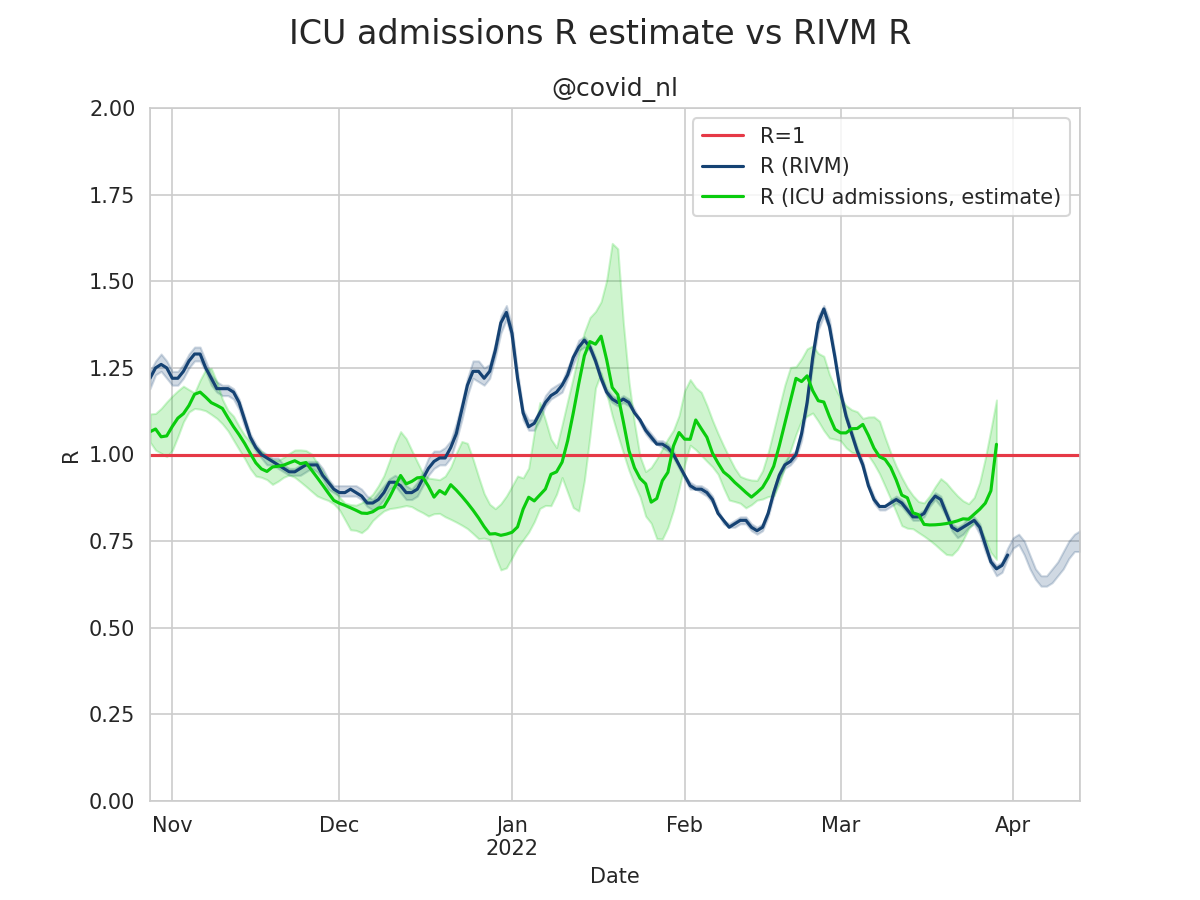 ICU admissions R estimate vs RIVM R
@covid_nl
2.00
1.75
1.50
1.25
1.00
0.75
0.50
0.25
0.00
R
R=1
R (RIVM)
R (ICU admissions, estimate)
Nov Dec Jan Feb Mar Apr
2022
Date